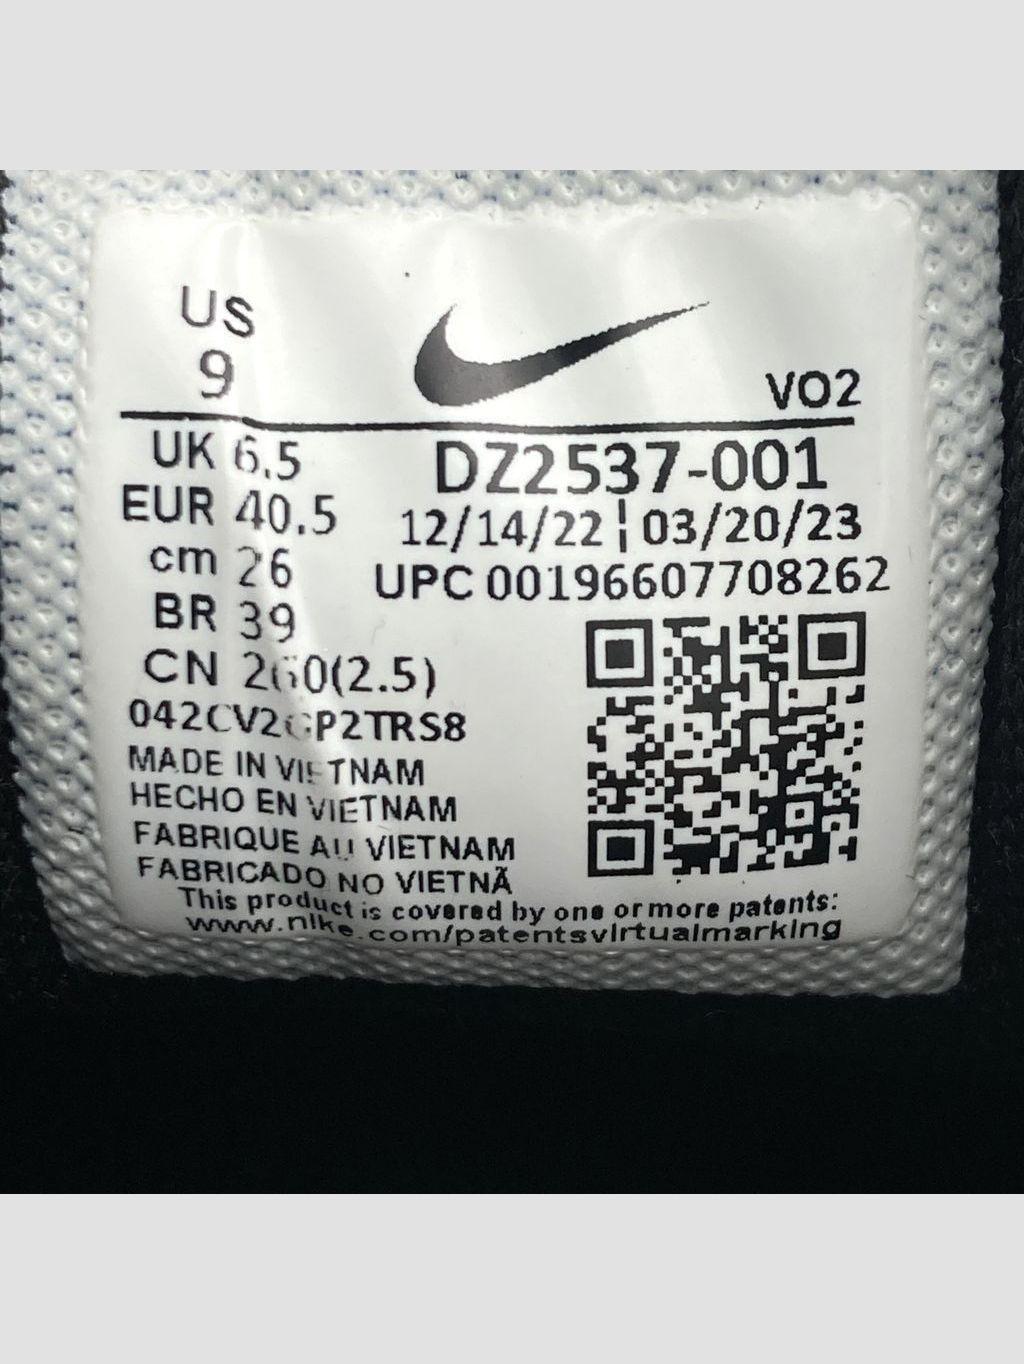 US
9
VO2
UK 6.5
EUR 40.5
cm 26
BR 39
CN 260(2.5)
DZ2537-001
12/14/22 ¦ 03/20/23
UPC 00196607708262
MADE IN VIETNAM
HECHO EN VIETNAM
FABRIQUE AU VIETNAM
FABRICADO NO VIETNÃ
This product is covered by one or more patents:
www.nike.com/patentsvirtualmarking